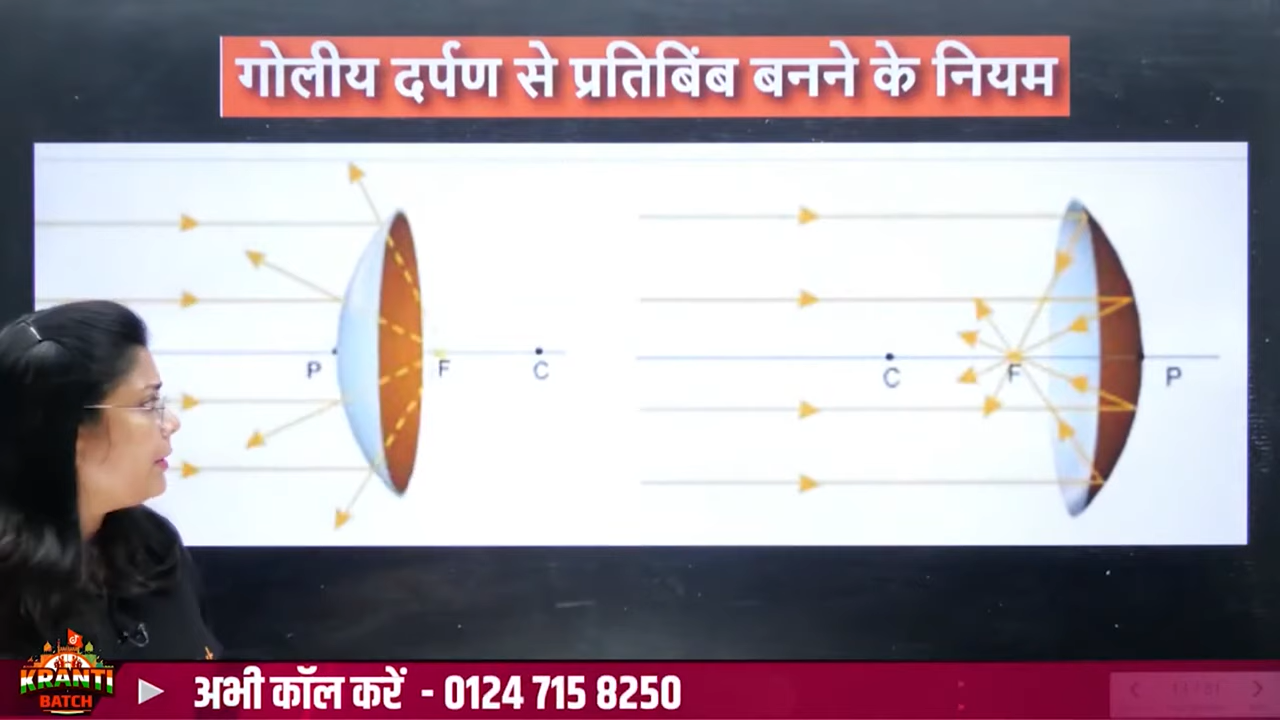 गोलीय दर्पण से प्रतिबिंब बनने के नियम
P F C
C F P
KRANTI
BATCH
अभी कॉल करें - 0124 715 8250